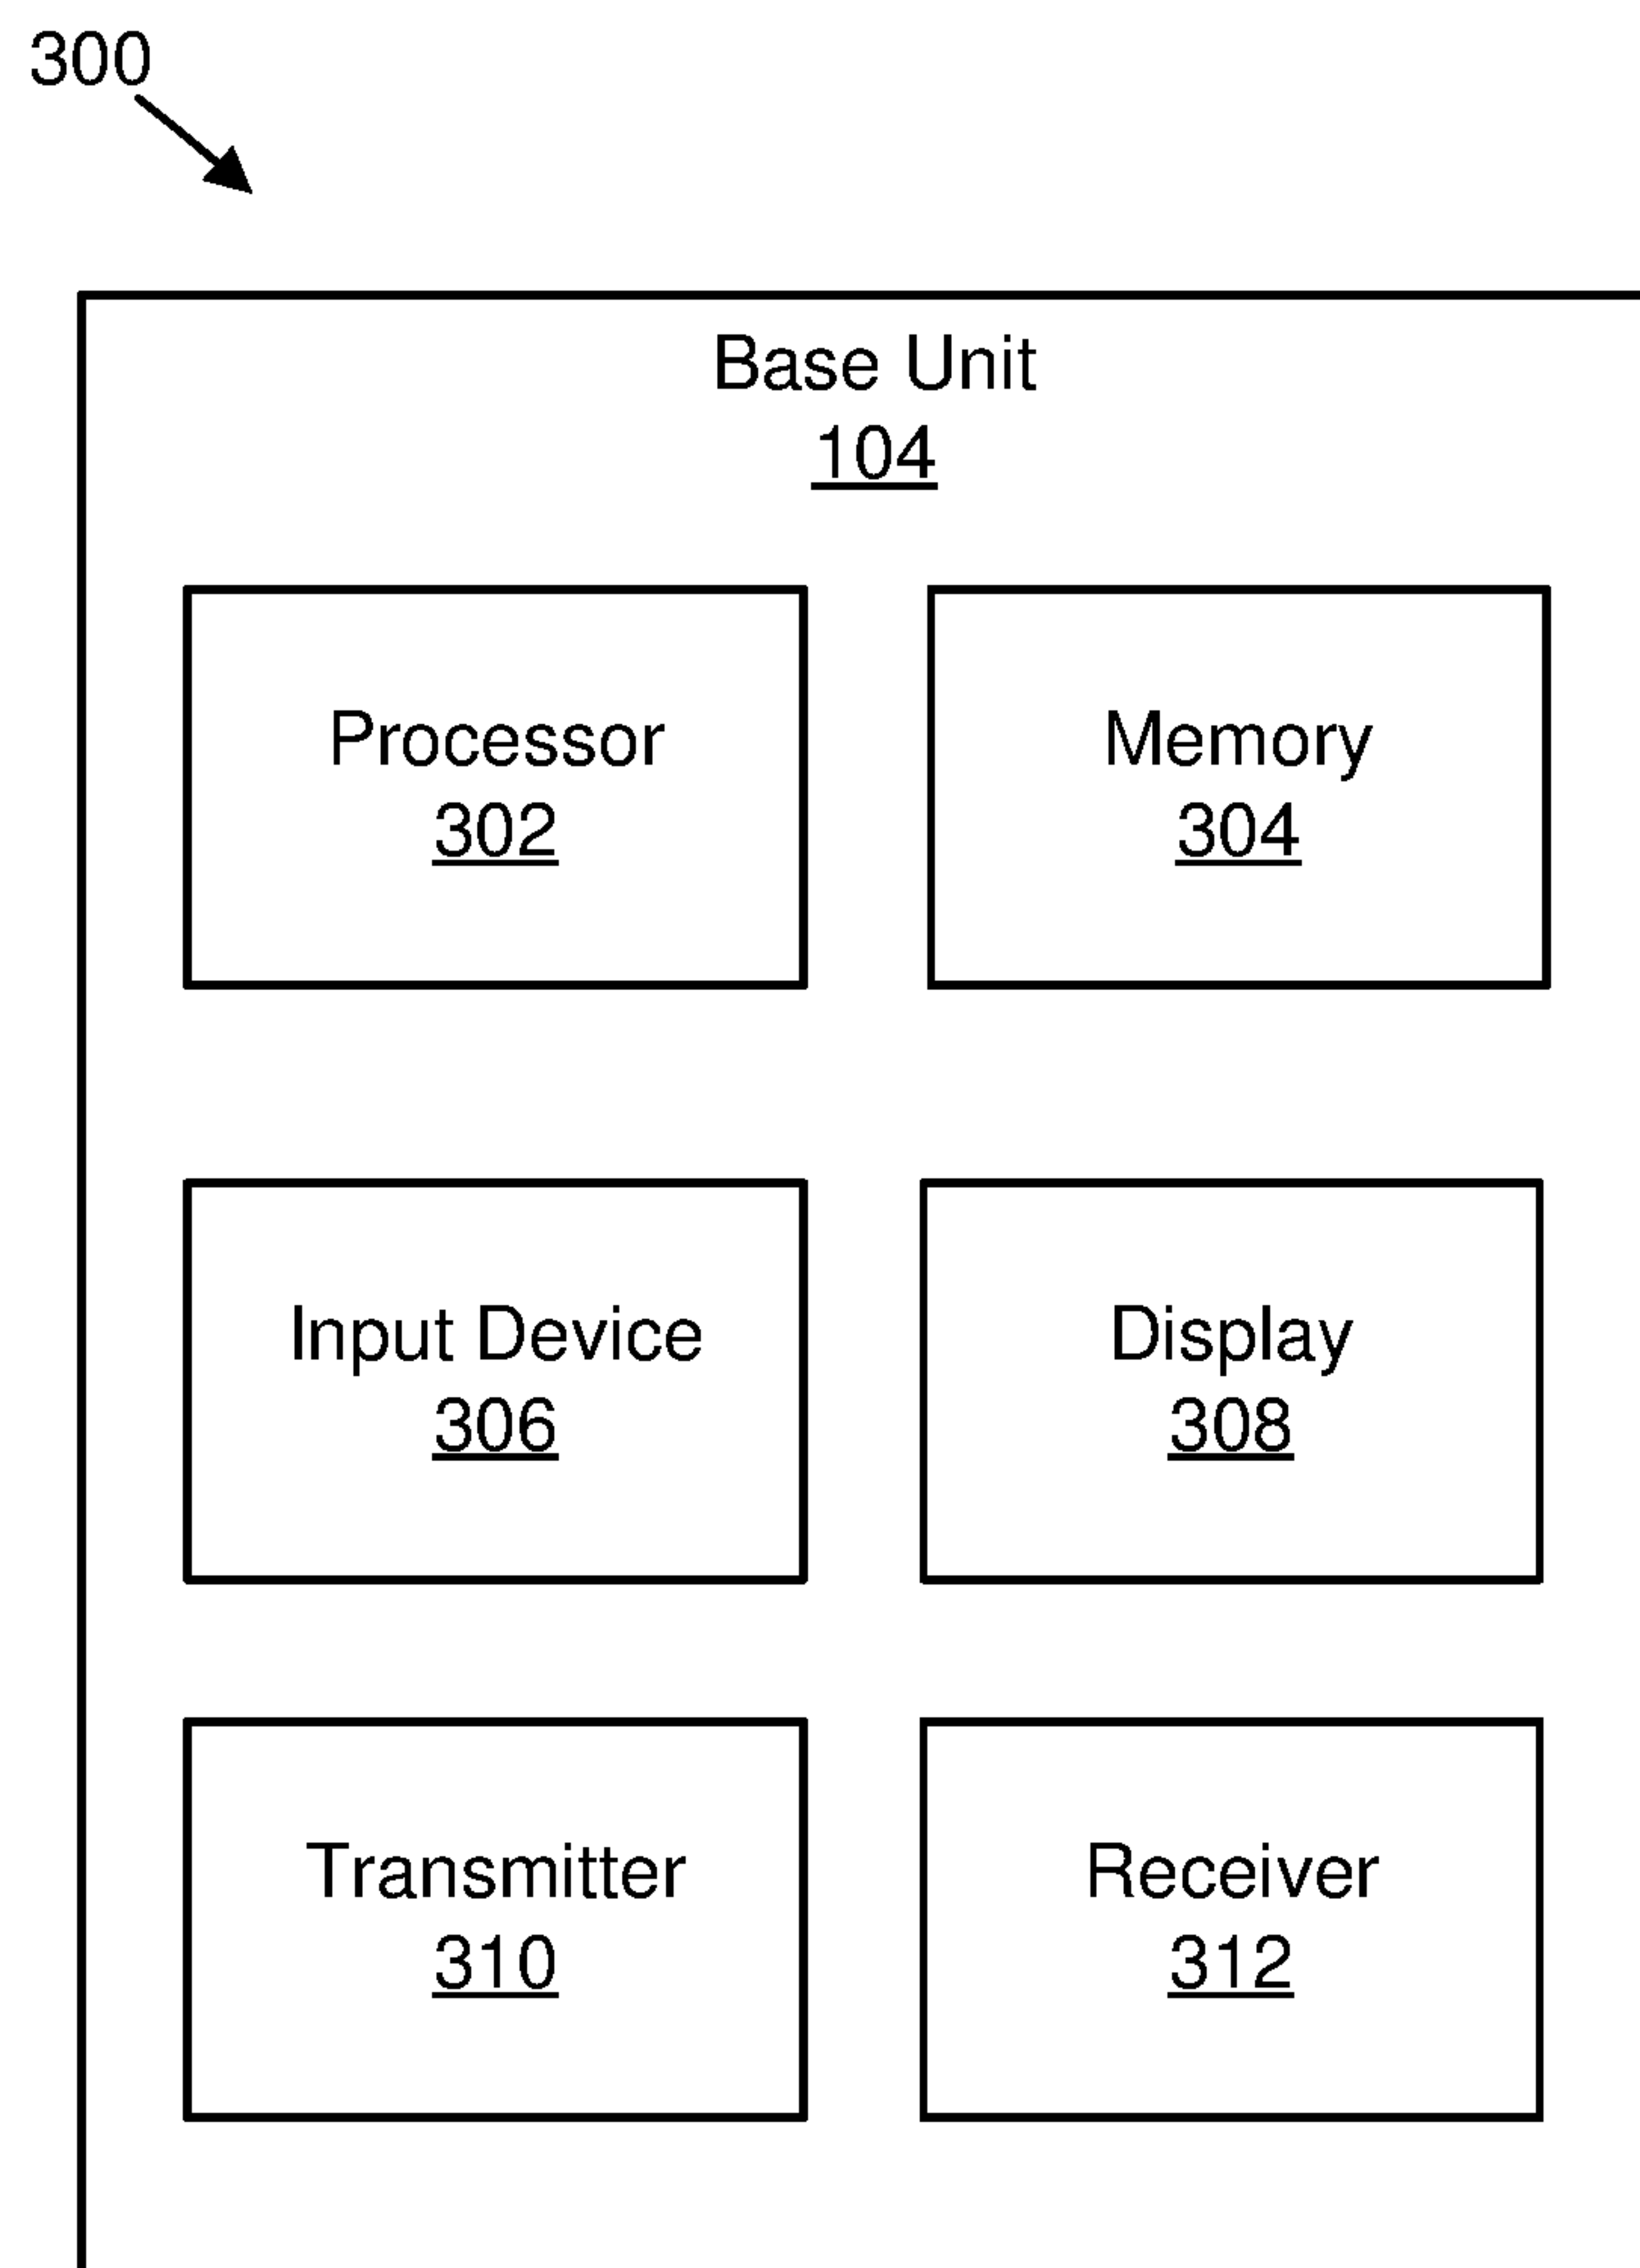 300
Base Unit
104
Processor
302
Memory
304
Input Device
306
Display
308
Transmitter
310
Receiver
312